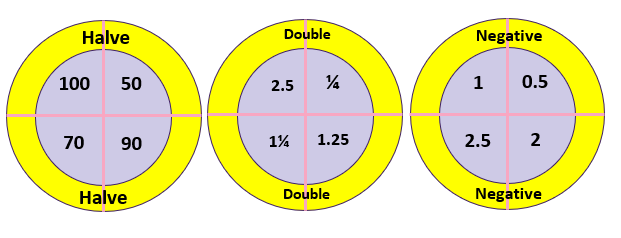 Halve
100 50
70 90
Halve
Double
2.5 ¼
1¼ 1.25
Double
Negative
1 0.5
2.5 2
Negative